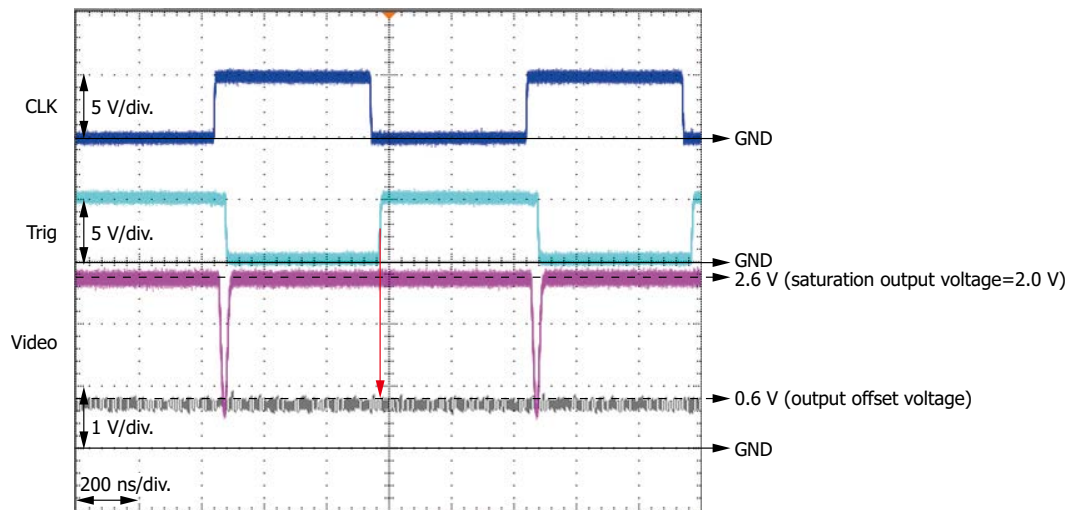 CLK
5 V/div.
GND
Trig
5 V/div.
GND
2.6 V (saturation output voltage=2.0 V)
Video
0.6 V (output offset voltage)
1 V/div.
GND
200 ns/div.